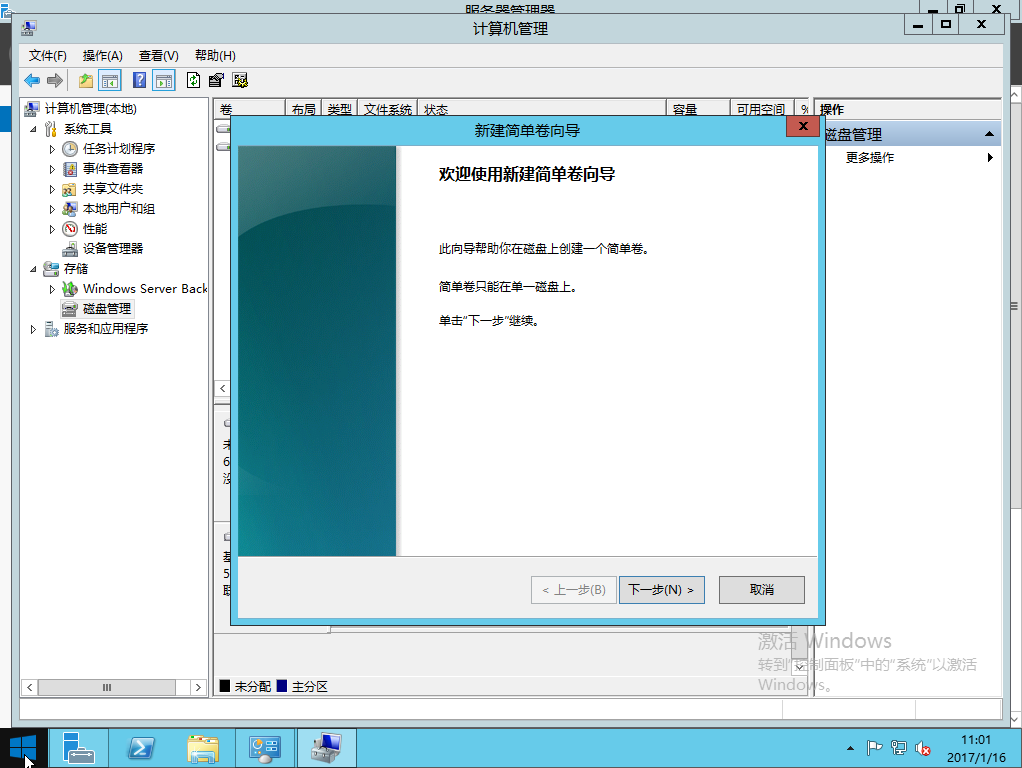 服务器管理器
计算机管理
文件(F) 操作(A) 查看(V) 帮助(H)
计算机管理(本地)
系统工具
任务计划程序
事件查看器
共享文件夹
本地用户和组
性能
设备管理器
存储
Windows Server Back
磁盘管理
服务和应用程序
卷 布局 类型 文件系统 状态 容量 可用空间 %
操作
磁盘管理
更多操作
新建简单卷向导
欢迎使用新建简单卷向导
此向导帮助你在磁盘上创建一个简单卷。
简单卷只能在单一磁盘上。
单击“下一步”继续。
< 上一步(B) 下一步(N) > 取消
未分配 主分区
激活 Windows
转到“控制面板”中的“系统”以激活
Windows。
11:01
2017/1/16